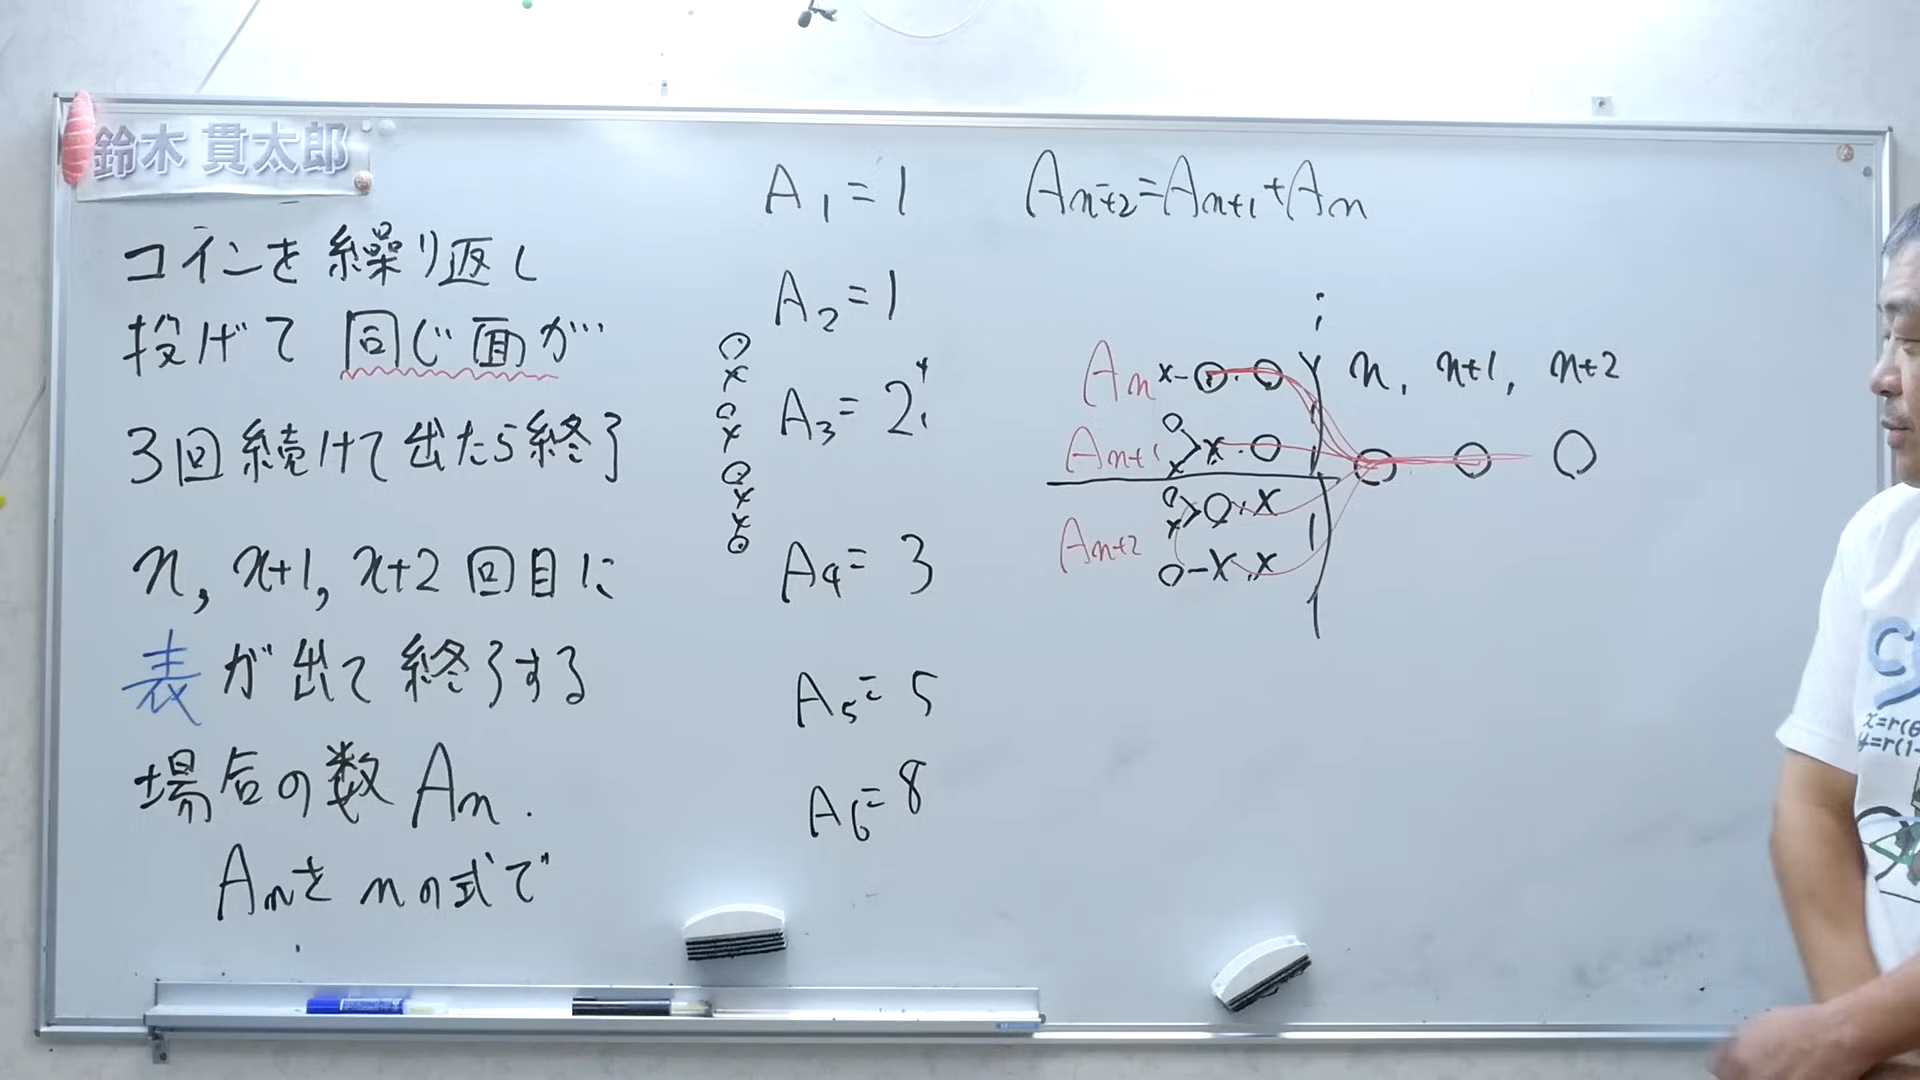 鈴木 貫太郎
コインを繰り返し
投げて 同じ面が
3回続けて出たら終了
n, n+1, n+2 回目に
表が出て終了する
場合の数 An.
Anを nの式で
A1 = 1
A2 = 1
A3 = 2
A4 = 3
A5 = 5
A6 = 8
○
×
○
×
○
×
×
○
An+2 = An+1 + An
An ×-○.○ n, n+1, n+2
An+1 ○×>×.○ ○ ○ ○
An+2 ○×>○.×
○-×.×
x=r(θ
y=r(1-